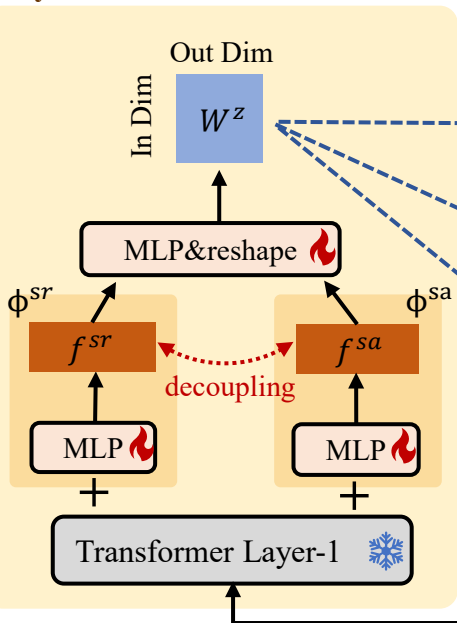 Out Dim
In Dim
W^z
MLP&reshape
ϕ^sr
ϕ^sa
f^sr
f^sa
decoupling
MLP
MLP
+
+
Transformer Layer-1